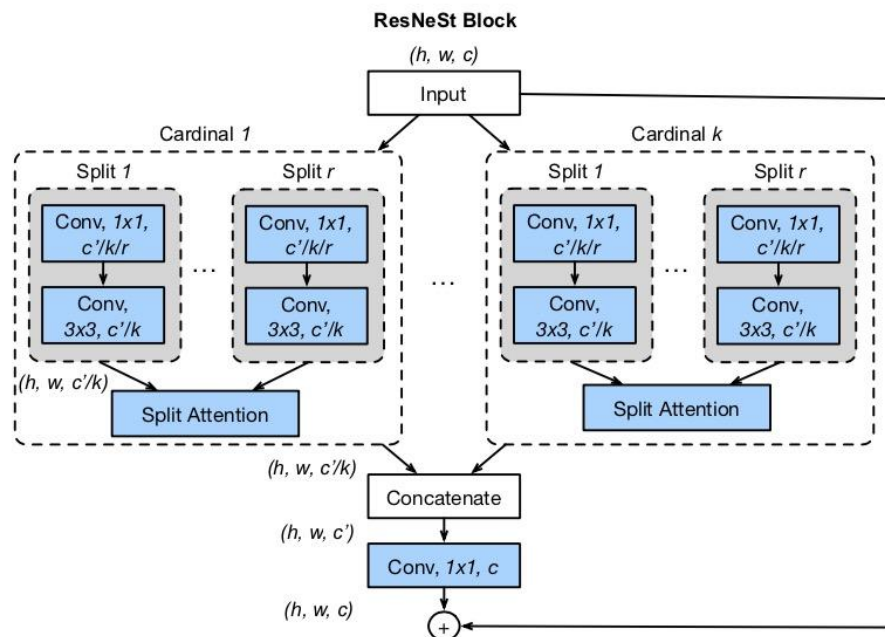 ResNeSt Block
(h, w, c)
Input
Cardinal 1
Cardinal k
Split 1
Split r
Split 1
Split r
Conv, 1x1,
c'/k/r
Conv, 1x1,
c'/k/r
Conv, 1x1,
c'/k/r
Conv, 1x1,
c'/k/r
...
...
...
Conv,
3x3, c'/k
Conv,
3x3, c'/k
Conv,
3x3, c'/k
Conv,
3x3, c'/k
(h, w, c'/k)
Split Attention
Split Attention
(h, w, c'/k)
Concatenate
(h, w, c')
Conv, 1x1, c
(h, w, c)
+